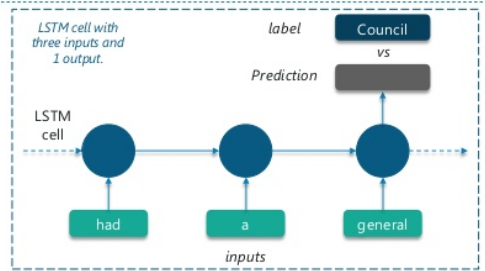 LSTM cell with
three inputs and
1 output.
label
Council
vs
Prediction
LSTM
cell
had
a
general
inputs